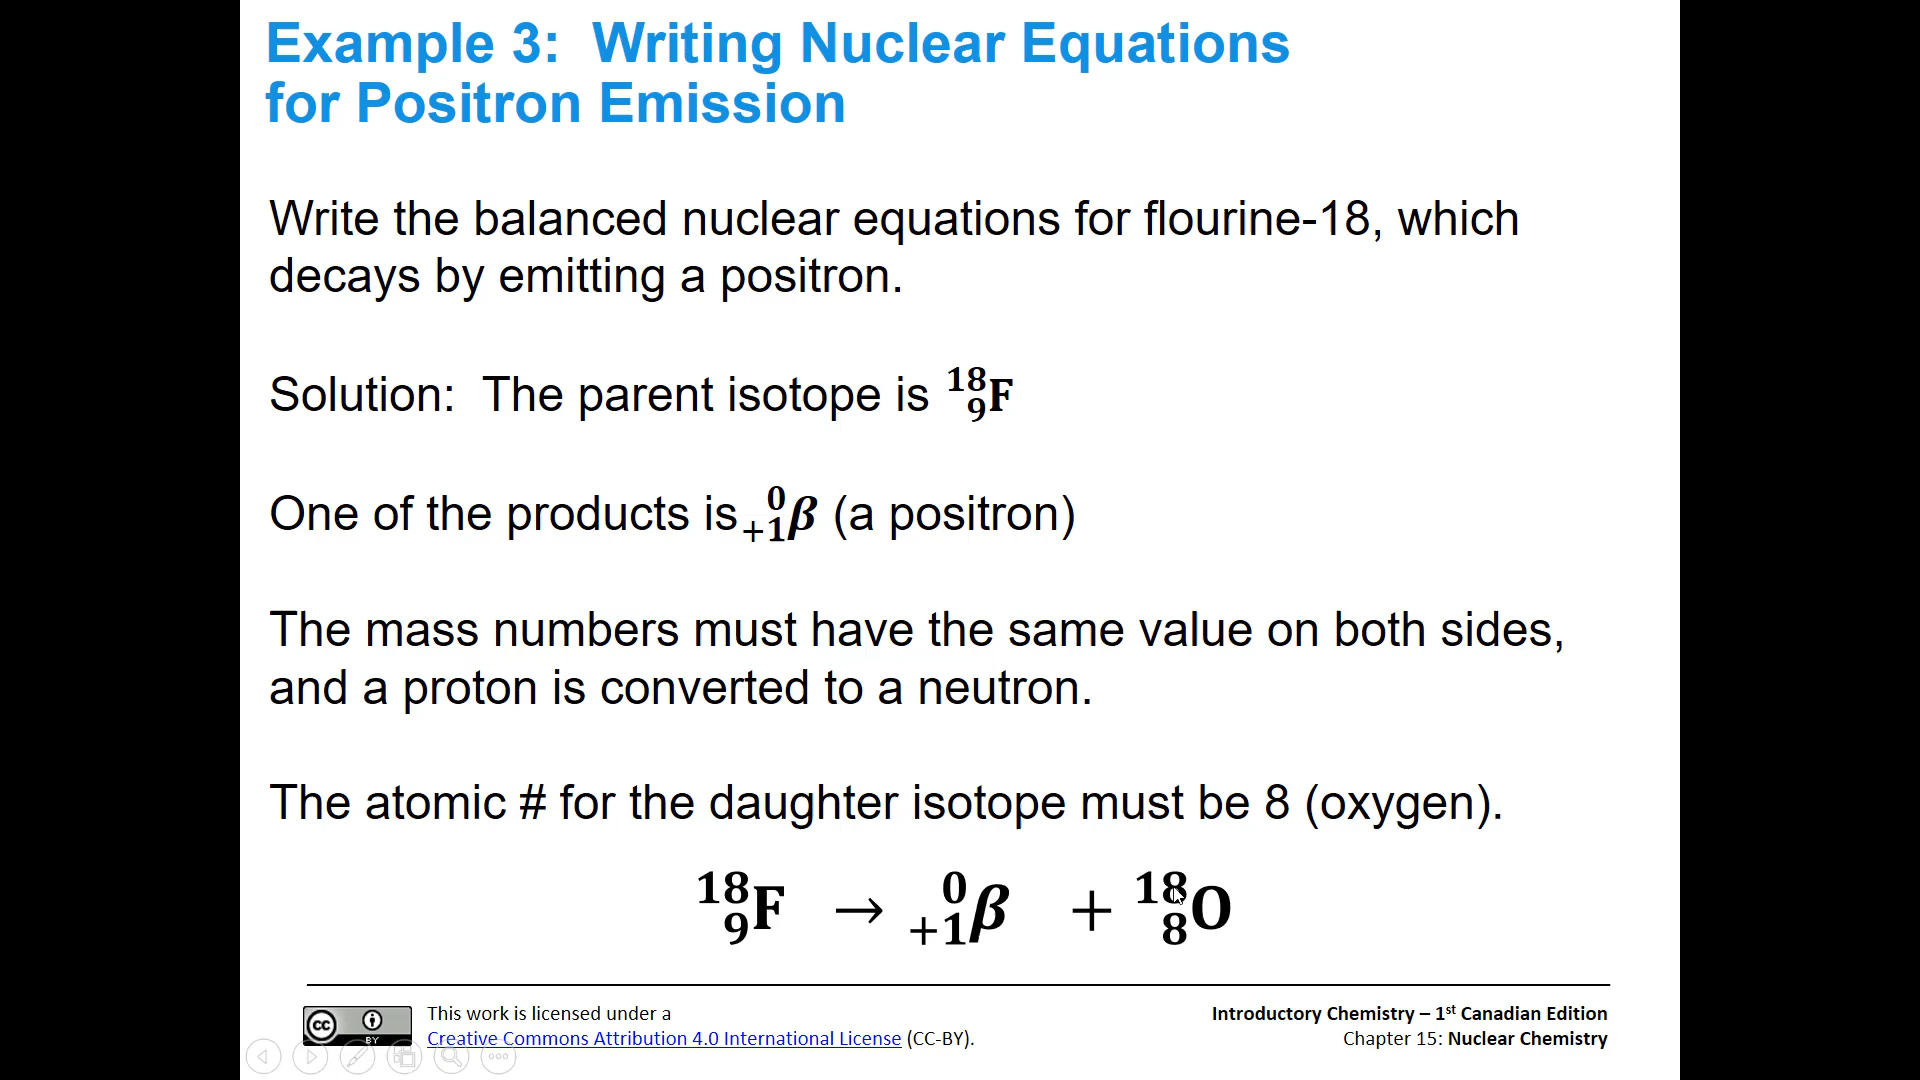 Example 3:  Writing Nuclear Equations
for Positron Emission
Write the balanced nuclear equations for flourine-18, which
decays by emitting a positron.
Solution:  The parent isotope is ¹⁸₉F
One of the products is ⁰₊₁β (a positron)
The mass numbers must have the same value on both sides,
and a proton is converted to a neutron.
The atomic # for the daughter isotope must be 8 (oxygen).
¹⁸₉F → ⁰₊₁β + ¹⁸₈O
cc BY
This work is licensed under a
Creative Commons Attribution 4.0 International License (CC-BY).
Introductory Chemistry – 1st Canadian Edition
Chapter 15: Nuclear Chemistry